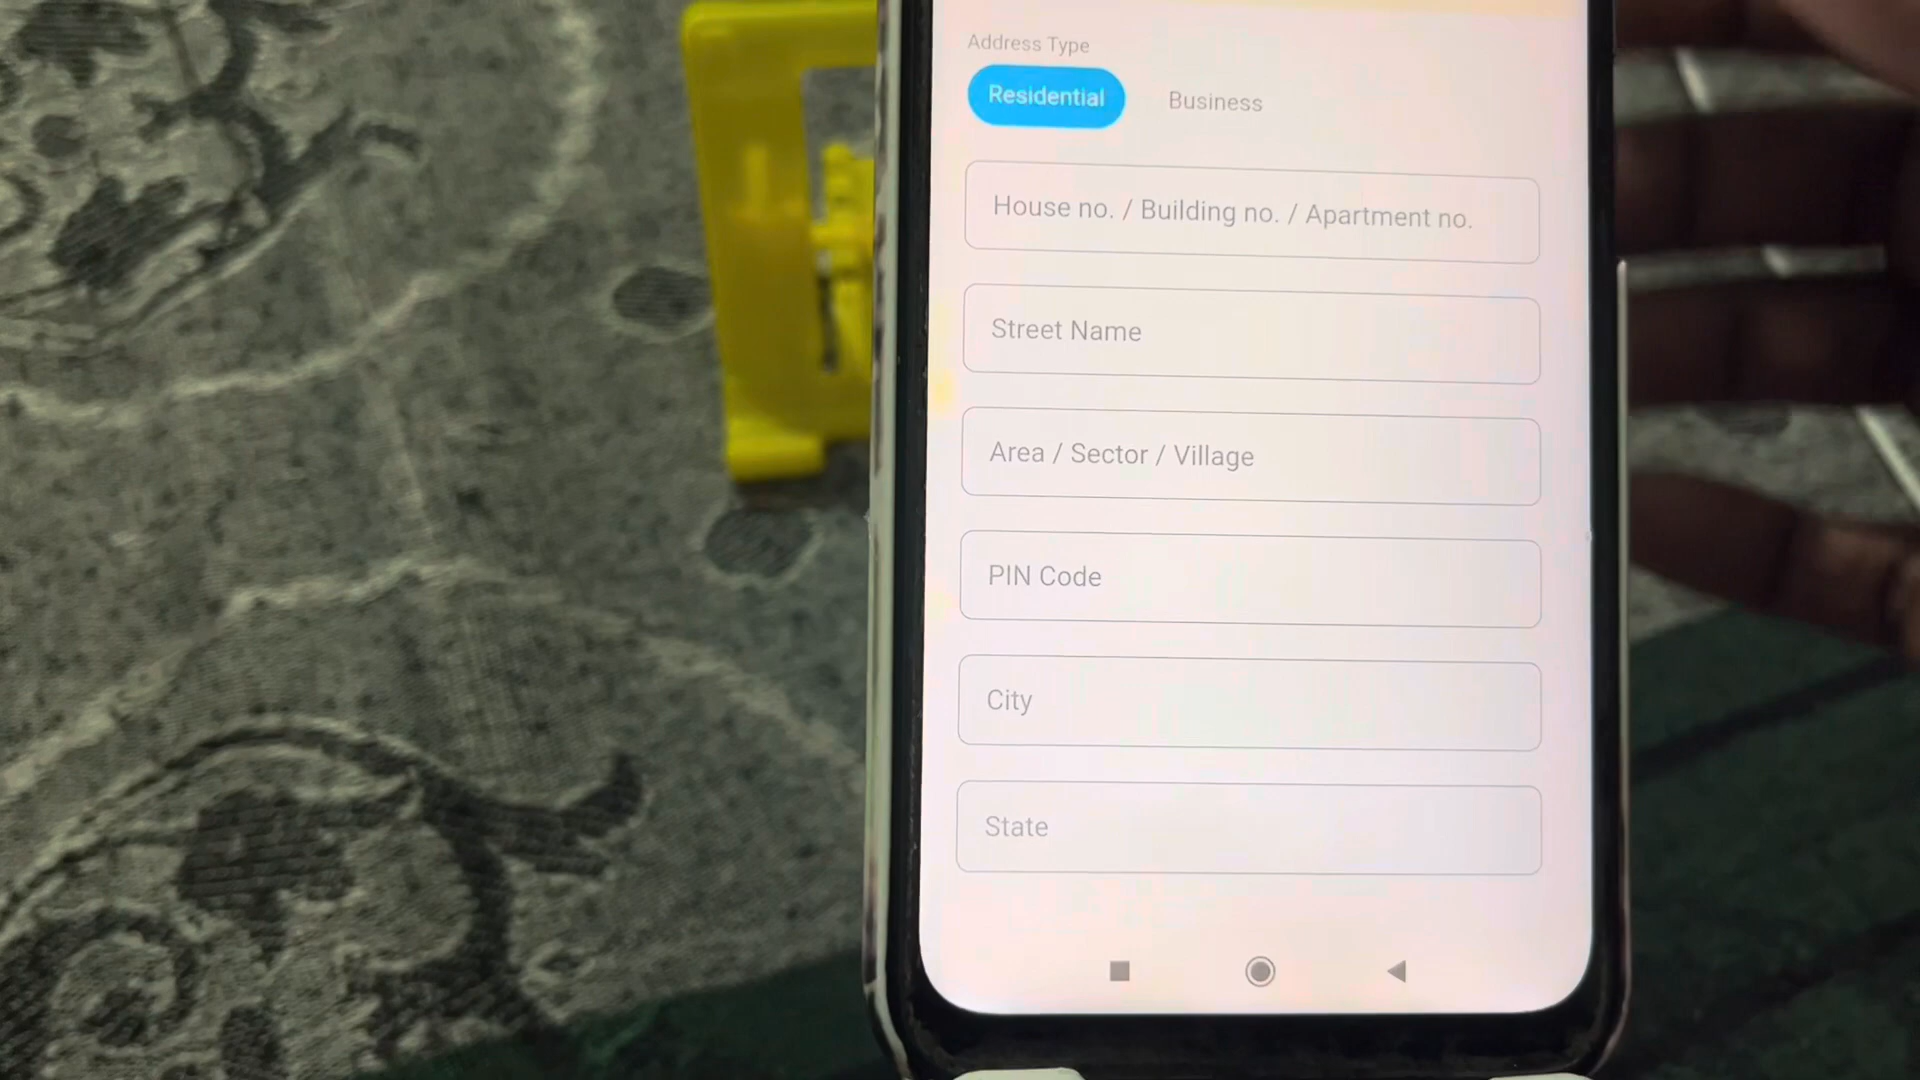 Address Type
Residential Business
House no. / Building no. / Apartment no.
Street Name
Area / Sector / Village
PIN Code
City
State